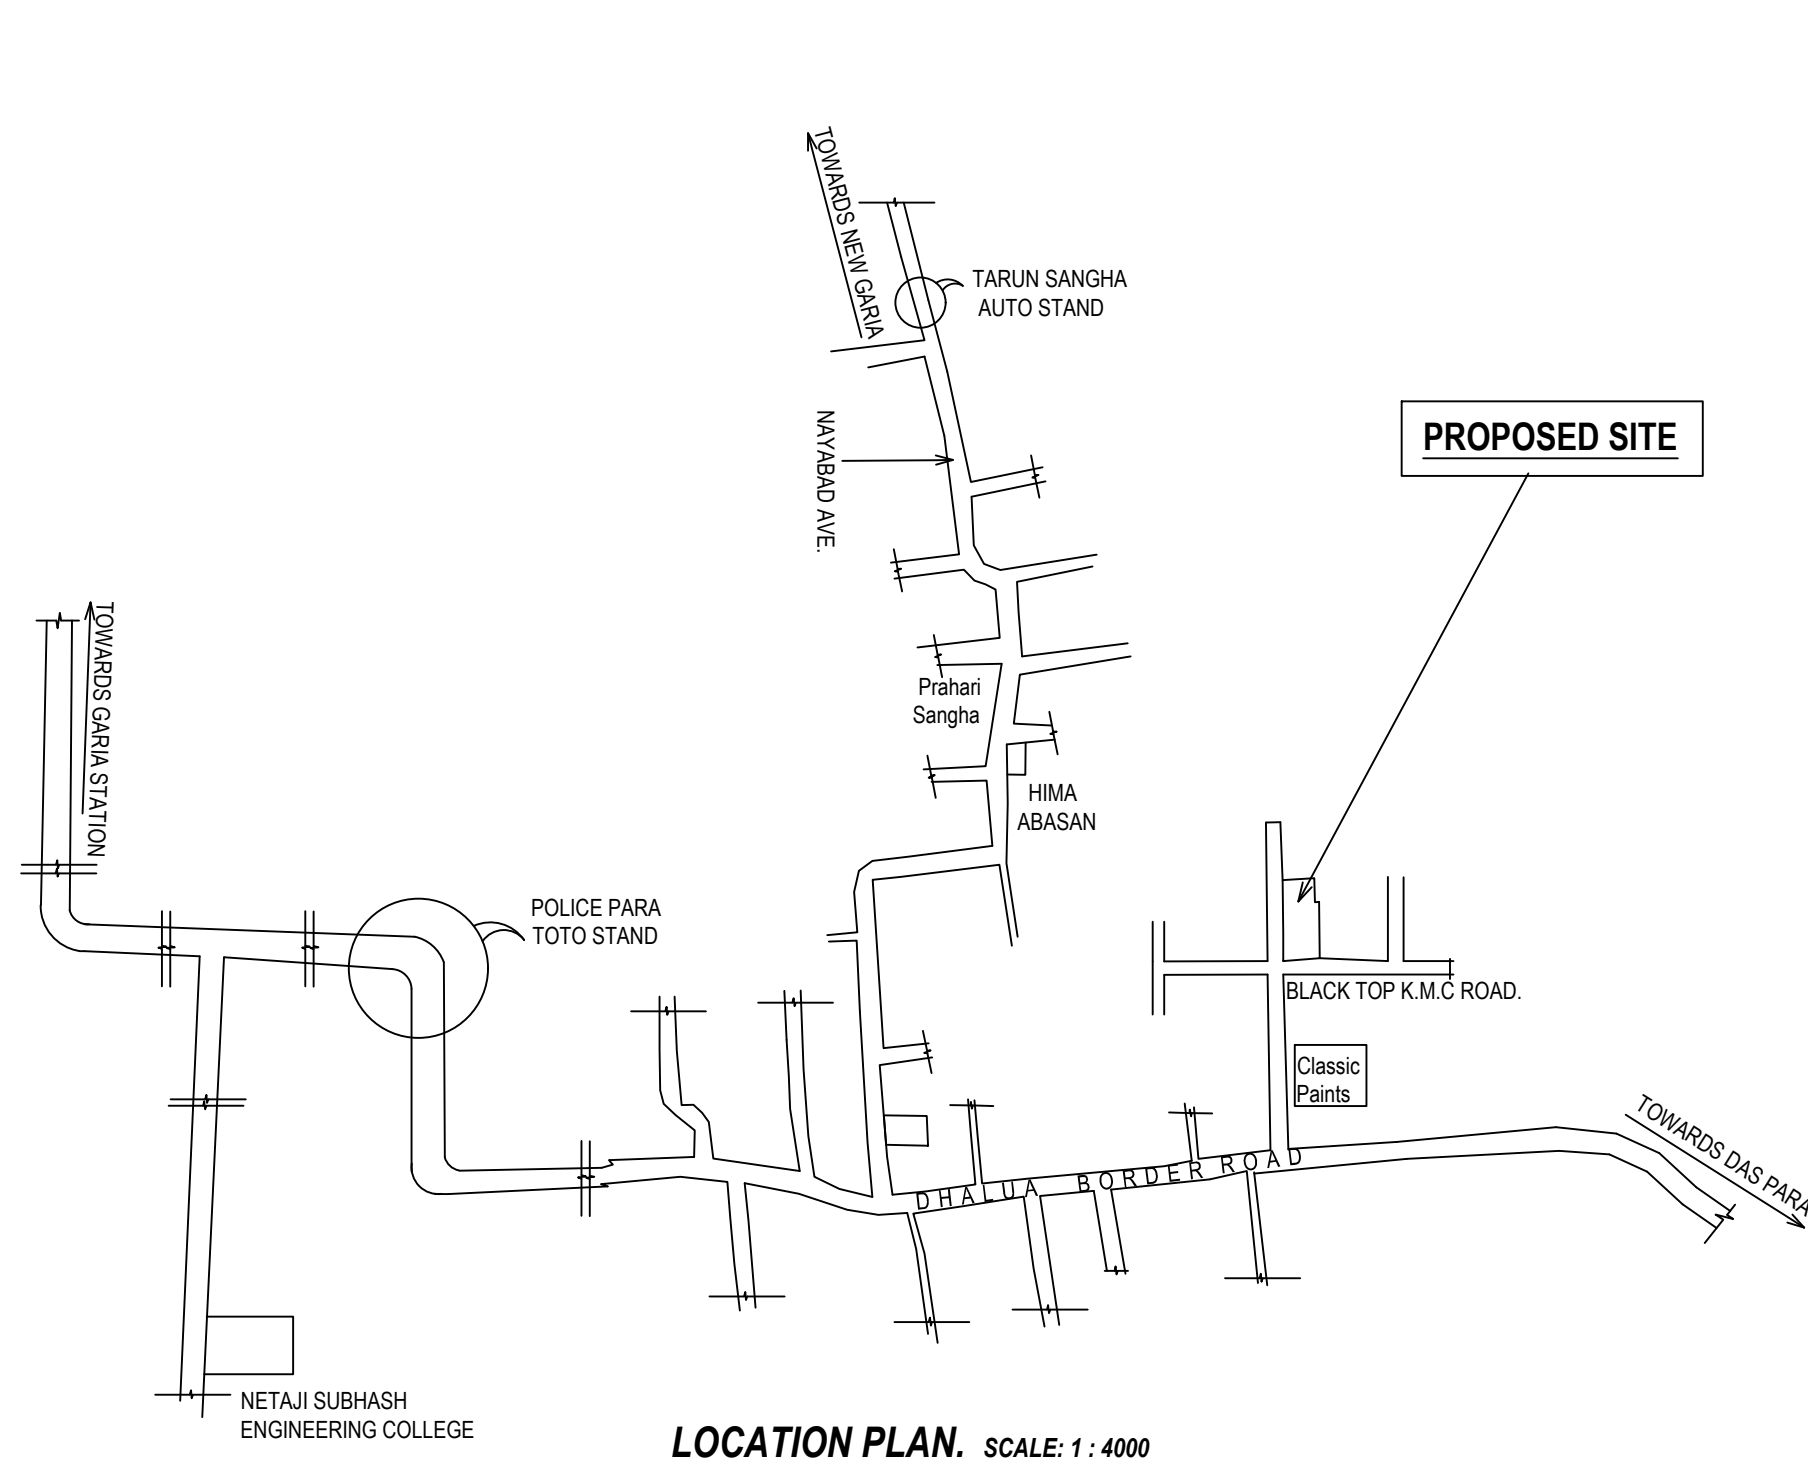 TOWARDS NEW GARIA
TARUN SANGHA
AUTO STAND
PROPOSED SITE
NAYABAD AVE.
TOWARDS GARIA STATION
Prahari
Sangha
HIMA
ABASAN
POLICE PARA
TOTO STAND
BLACK TOP K.M.C ROAD.
Classic
Paints
TOWARDS DAS PARA
DHALUA BORDER ROAD
NETAJI SUBHASH
ENGINEERING COLLEGE
LOCATION PLAN. SCALE: 1 : 4000